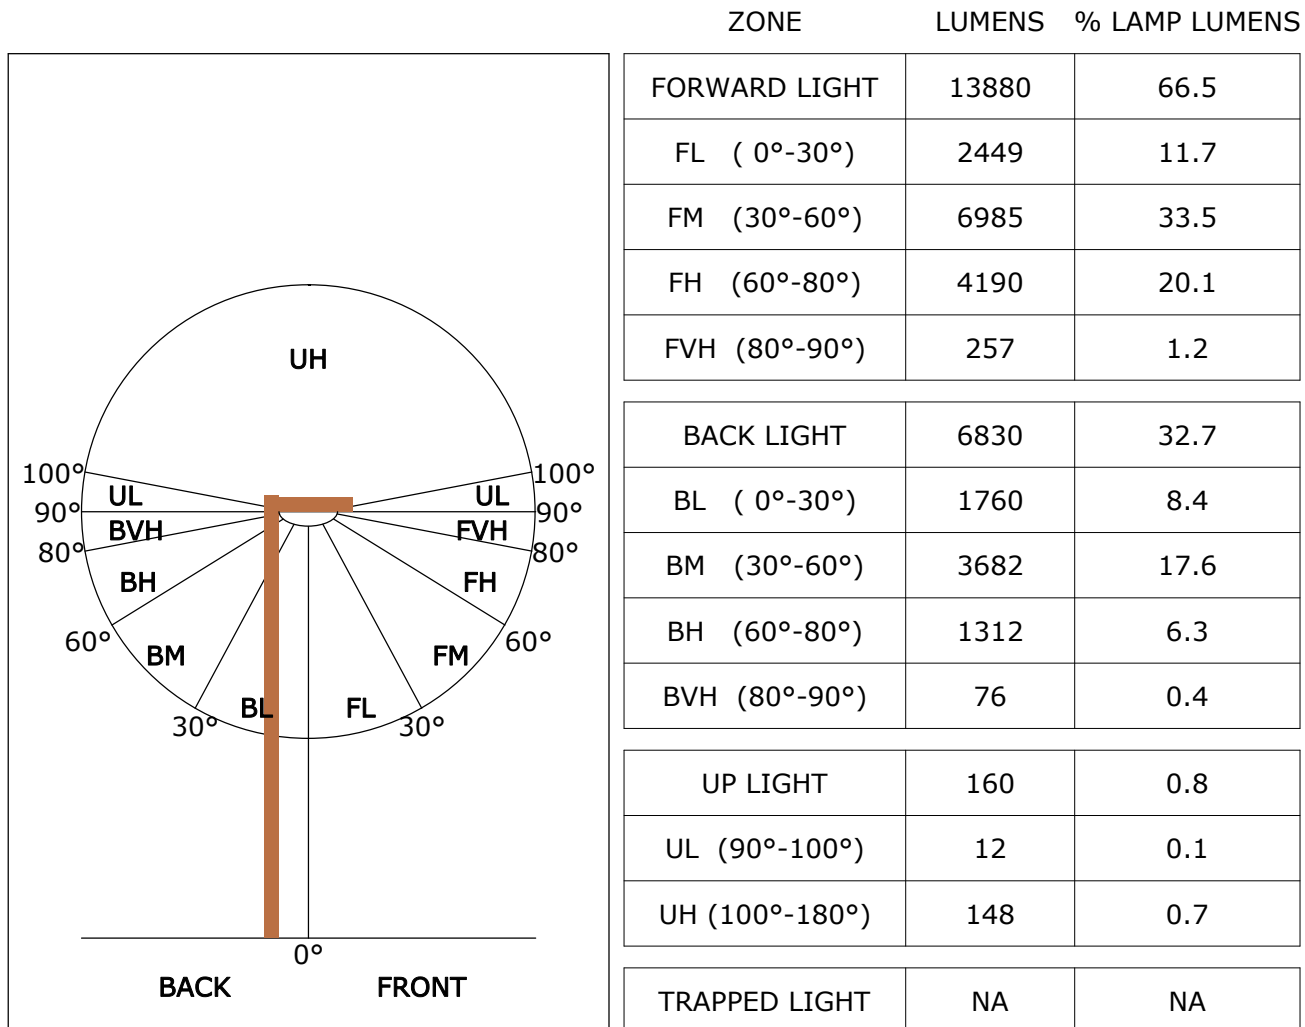 ZONE LUMENS % LAMP LUMENS
FORWARD LIGHT 13880 66.5
FL ( 0°-30°) 2449 11.7
FM (30°-60°) 6985 33.5
FH (60°-80°) 4190 20.1
FVH (80°-90°) 257 1.2
BACK LIGHT 6830 32.7
BL ( 0°-30°) 1760 8.4
BM (30°-60°) 3682 17.6
BH (60°-80°) 1312 6.3
BVH (80°-90°) 76 0.4
UP LIGHT 160 0.8
UL (90°-100°) 12 0.1
UH (100°-180°) 148 0.7
TRAPPED LIGHT NA NA
UH
100° 100°
UL UL
90° 90°
BVH FVH
80° 80°
BH FH
60° 60°
BM FM
BL FL
30° 30°
0°
BACK FRONT